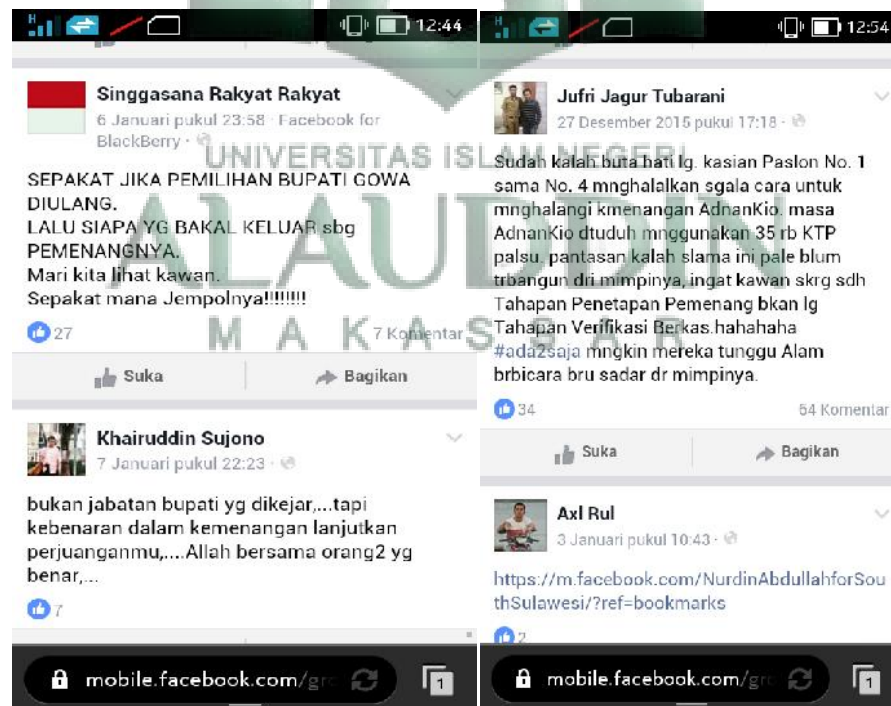 12:44
Singgasana Rakyat Rakyat
6 Januari pukul 23:58 · Facebook for
BlackBerry ·
SEPAKAT JIKA PEMILIHAN BUPATI GOWA
DIULANG.
LALU SIAPA YG BAKAL KELUAR sbg
PEMENANGNYA.
Mari kita lihat kawan.
Sepakat mana Jempolnya!!!!!!!!
27
7 Komentar
Suka
Bagikan
Khairuddin Sujono
7 Januari pukul 22:23 ·
bukan jabatan bupati yg dikejar,...tapi
kebenaran dalam kemenangan lanjutkan
perjuanganmu,....Allah bersama orang2 yg
benar,...
7
mobile.facebook.com/gro
1
12:54
Jufri Jagur Tubarani
27 Desember 2015 pukul 17:18 ·
Sudah kalah buta hati lg. kasian Paslon No. 1
sama No. 4 mnghalalkan sgala cara untuk
mnghalangi kmenangan AdnanKio. masa
AdnanKio dtuduh mnggunakan 35 rb KTP
palsu. pantasan kalah slama ini pale blum
trbangun dri mimpinya, ingat kawan skrg sdh
Tahapan Penetapan Pemenang bkan lg
Tahapan Verifikasi Berkas.hahahaha
#ada2saja mngkin mereka tunggu Alam
brbicara bru sadar dr mimpinya.
34
54 Komentar
Suka
Bagikan
Axl Rul
3 Januari pukul 10:43 ·
https://m.facebook.com/NurdinAbdullahforSou
thSulawesi/?ref=bookmarks
2
mobile.facebook.com/gro
1
UNIVERSITAS ISLAM NEGERI
ALAUDDIN
MAKASSAR